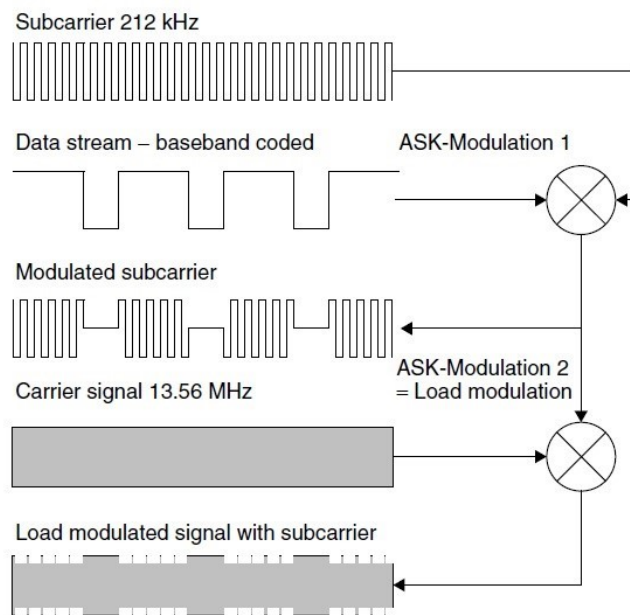 Subcarrier 212 kHz
Data stream – baseband coded
ASK-Modulation 1
Modulated subcarrier
ASK-Modulation 2
= Load modulation
Carrier signal 13.56 MHz
Load modulated signal with subcarrier